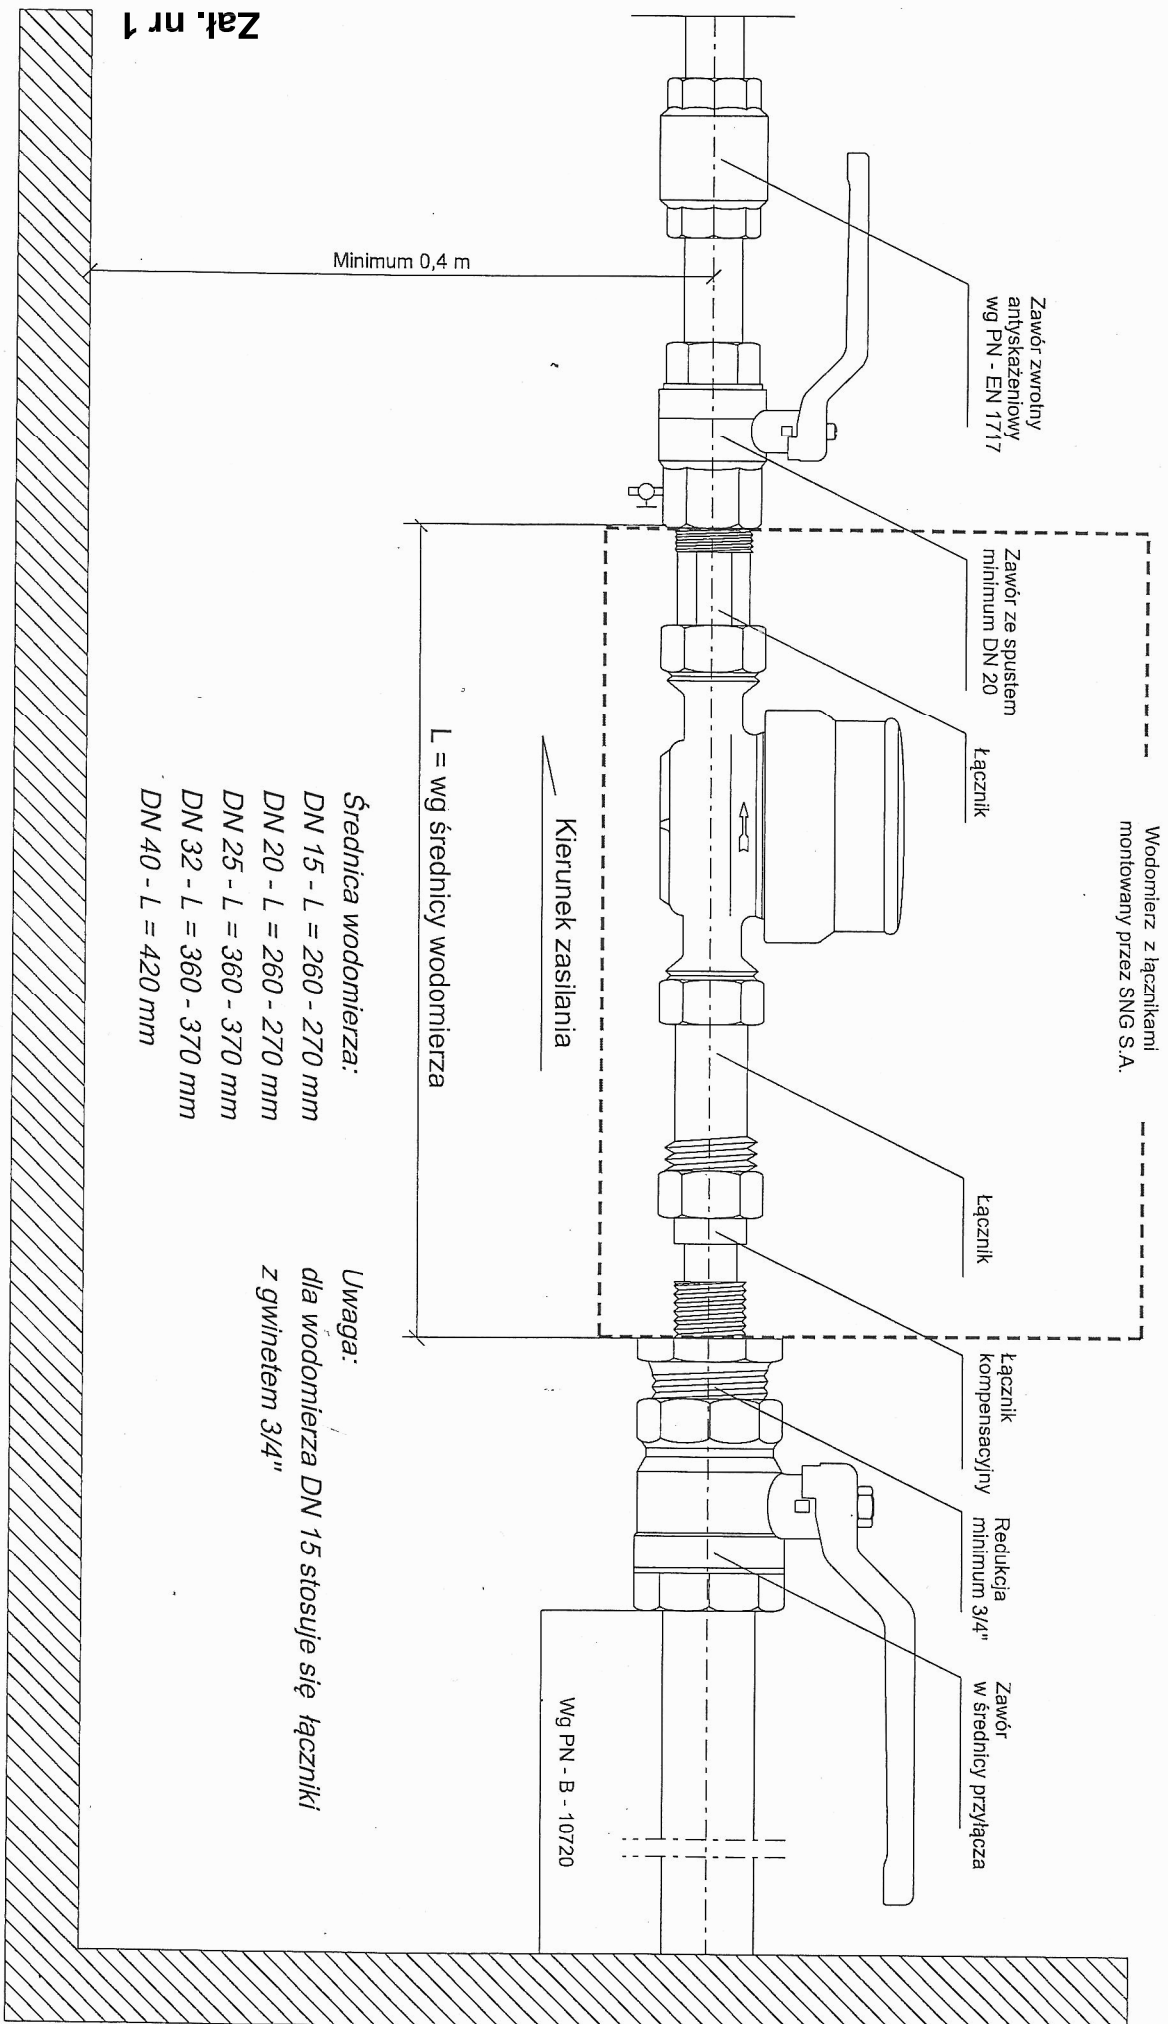 Zał. nr 1
Wodomierz z łącznikami
montowany przez SNG S.A.
Zawór zwrotny
antyskażeniowy
wg PN - EN 1717
Zawór ze spustem
minimum DN 20
Łącznik
Łącznik
Łącznik
kompensacyjny
Redukcja
minimum 3/4"
Zawór
w średnicy przyłącza
Minimum 0,4 m
Kierunek zasilania
Wg PN - B - 10720
L = wg średnicy wodomierza
Średnica wodomierza:
DN 15 - L = 260 - 270 mm
DN 20 - L = 260 - 270 mm
DN 25 - L = 360 - 370 mm
DN 32 - L = 360 - 370 mm
DN 40 - L = 420 mm
Uwaga:
dla wodomierza DN 15 stosuje się łączniki
z gwinetem 3/4"